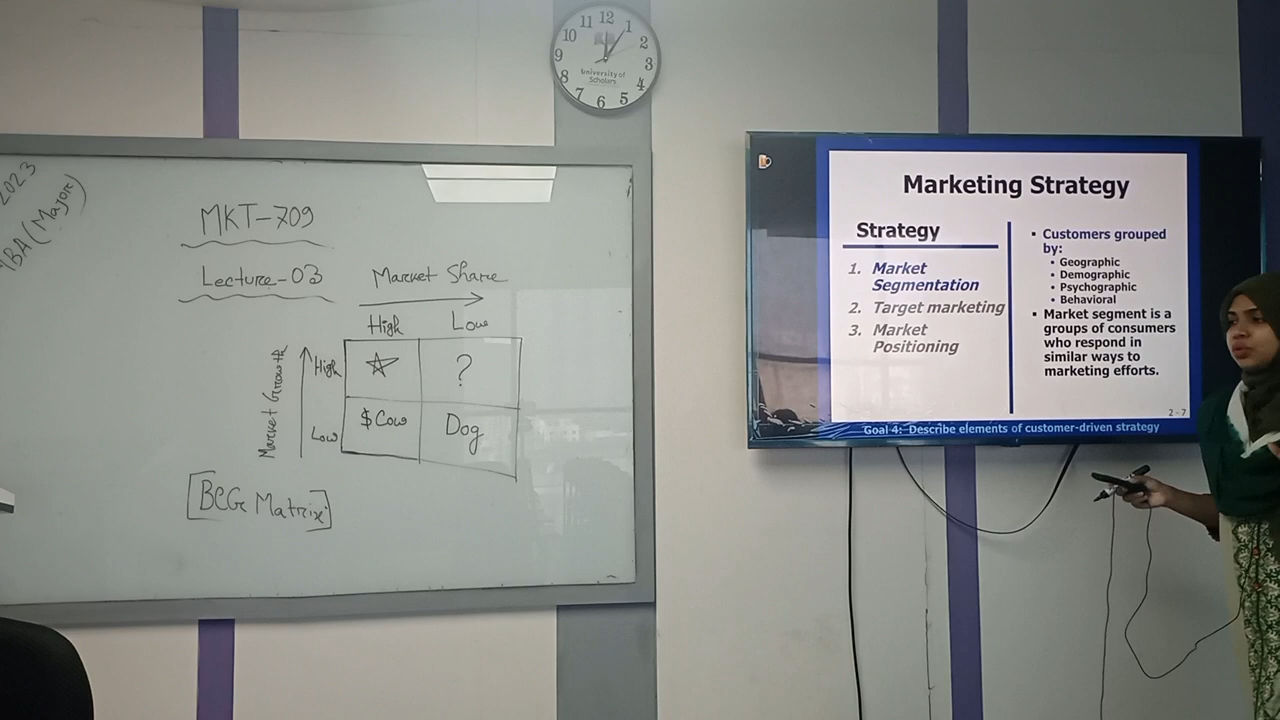 2023
MBA (Major)
MKT-709
Lecture-03
Market Share
High Low
Market Growth
High
Low
?
$ Cow
Dog
[BCG Matrix]
12
1
2
3
4
5
6
7
8
9
10
11
University of
Scholars
Marketing Strategy
Strategy
1. Market
Segmentation
2. Target marketing
3. Market
Positioning
▪ Customers grouped
by:
• Geographic
• Demographic
• Psychographic
• Behavioral
▪ Market segment is a
groups of consumers
who respond in
similar ways to
marketing efforts.
2 - 7
Goal 4: Describe elements of customer-driven strategy